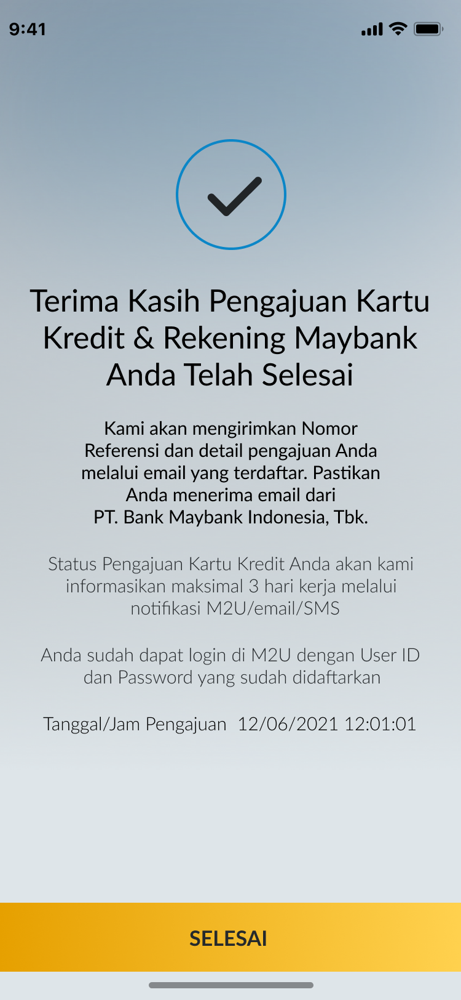 9:41
Terima Kasih Pengajuan Kartu
Kredit & Rekening Maybank
Anda Telah Selesai
Kami akan mengirimkan Nomor
Referensi dan detail pengajuan Anda
melalui email yang terdaftar. Pastikan
Anda menerima email dari
PT. Bank Maybank Indonesia, Tbk.
Status Pengajuan Kartu Kredit Anda akan kami
informasikan maksimal 3 hari kerja melalui
notifikasi M2U/email/SMS
Anda sudah dapat login di M2U dengan User ID
dan Password yang sudah didaftarkan
Tanggal/Jam Pengajuan 12/06/2021 12:01:01
SELESAI